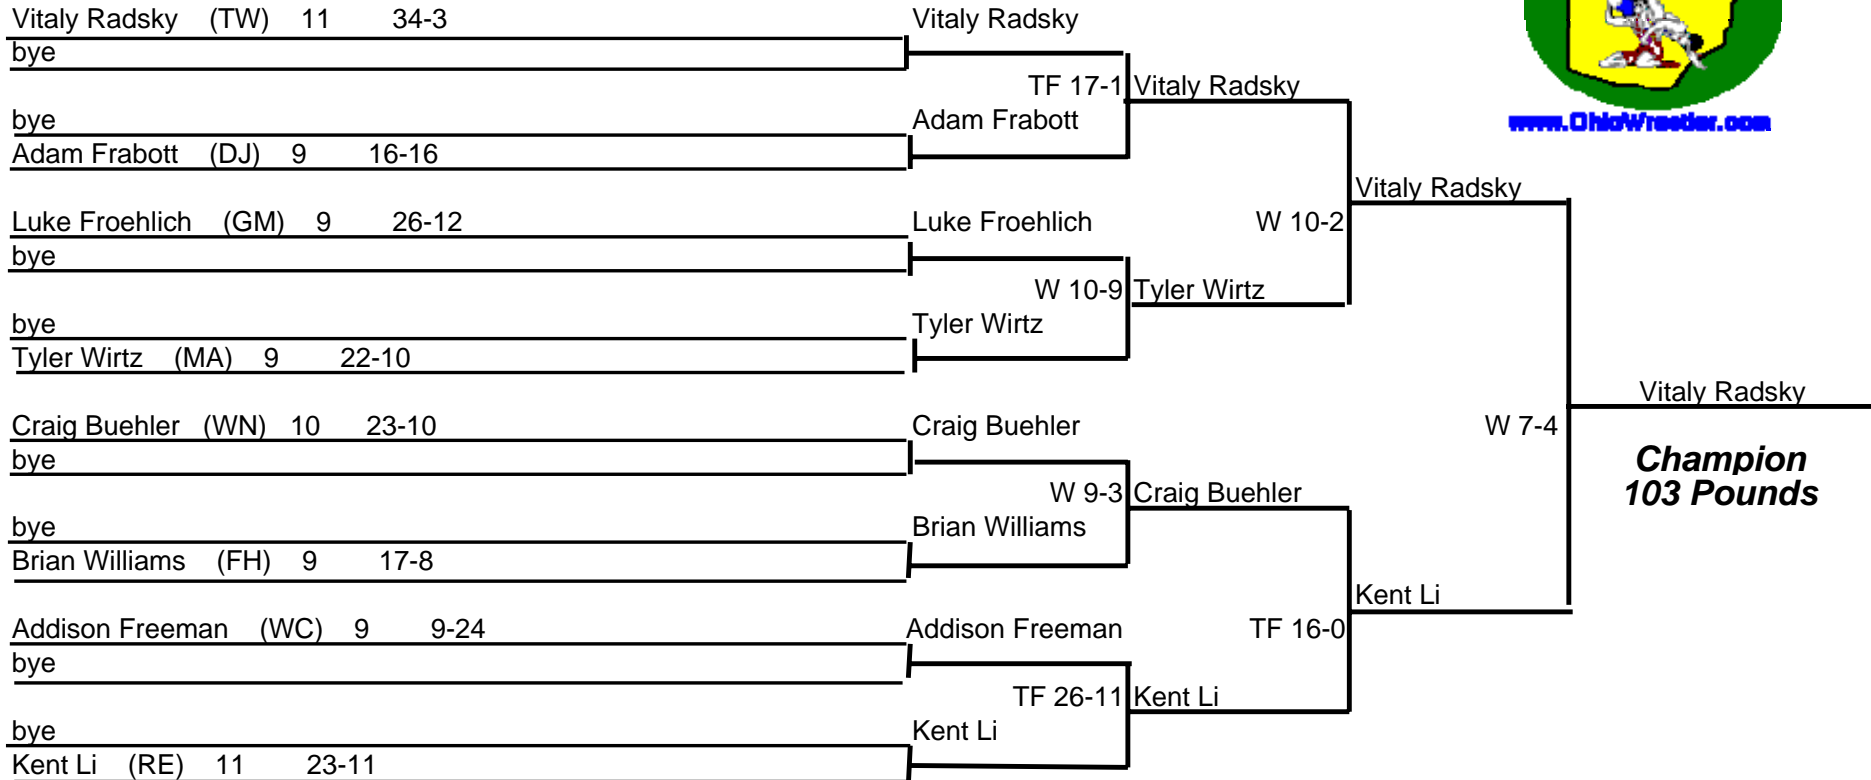 Vitaly Radsky (TW) 11 34-3
bye
bye
Adam Frabott (DJ) 9 16-16
Luke Froehlich (GM) 9 26-12
bye
bye
Tyler Wirtz (MA) 9 22-10
Craig Buehler (WN) 10 23-10
bye
bye
Brian Williams (FH) 9 17-8
Addison Freeman (WC) 9 9-24
bye
bye
Kent Li (RE) 11 23-11
Vitaly Radsky
TF 17-1
Adam Frabott
Luke Froehlich
W 10-9
Tyler Wirtz
Craig Buehler
W 9-3
Brian Williams
Addison Freeman
TF 26-11
Kent Li
Vitaly Radsky
W 10-2
Tyler Wirtz
Craig Buehler
TF 16-0
Kent Li
Vitaly Radsky
W 7-4
Kent Li
Vitaly Radsky
Champion
103 Pounds
www.OhioWrestler.com